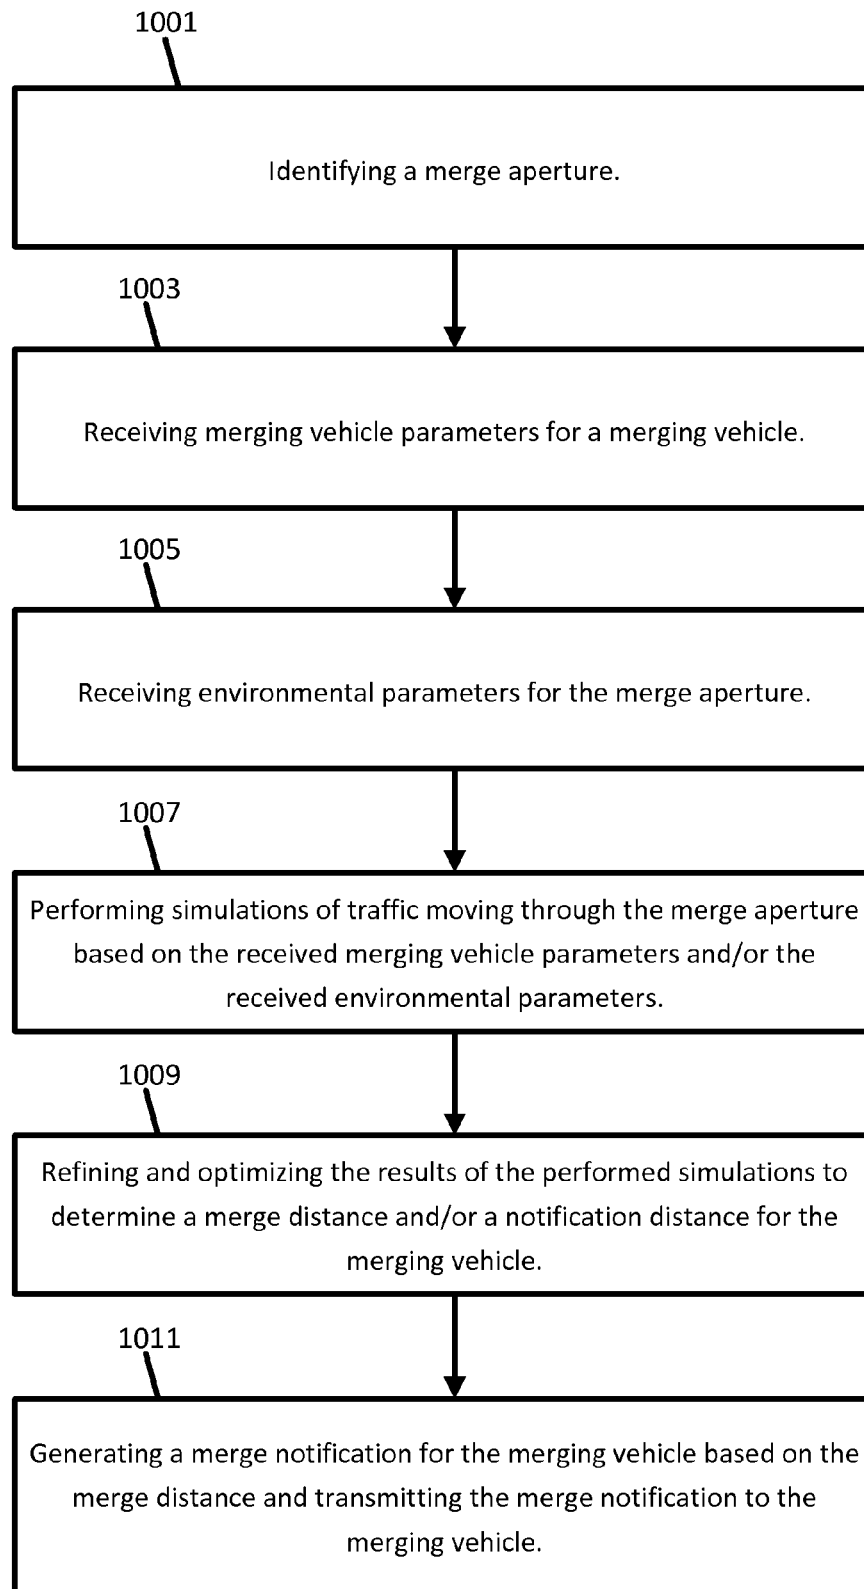 1001
Identifying a merge aperture.
1003
Receiving merging vehicle parameters for a merging vehicle.
1005
Receiving environmental parameters for the merge aperture.
1007
Performing simulations of traffic moving through the merge aperture
based on the received merging vehicle parameters and/or the
received environmental parameters.
1009
Refining and optimizing the results of the performed simulations to
determine a merge distance and/or a notification distance for the
merging vehicle.
1011
Generating a merge notification for the merging vehicle based on the
merge distance and transmitting the merge notification to the
merging vehicle.